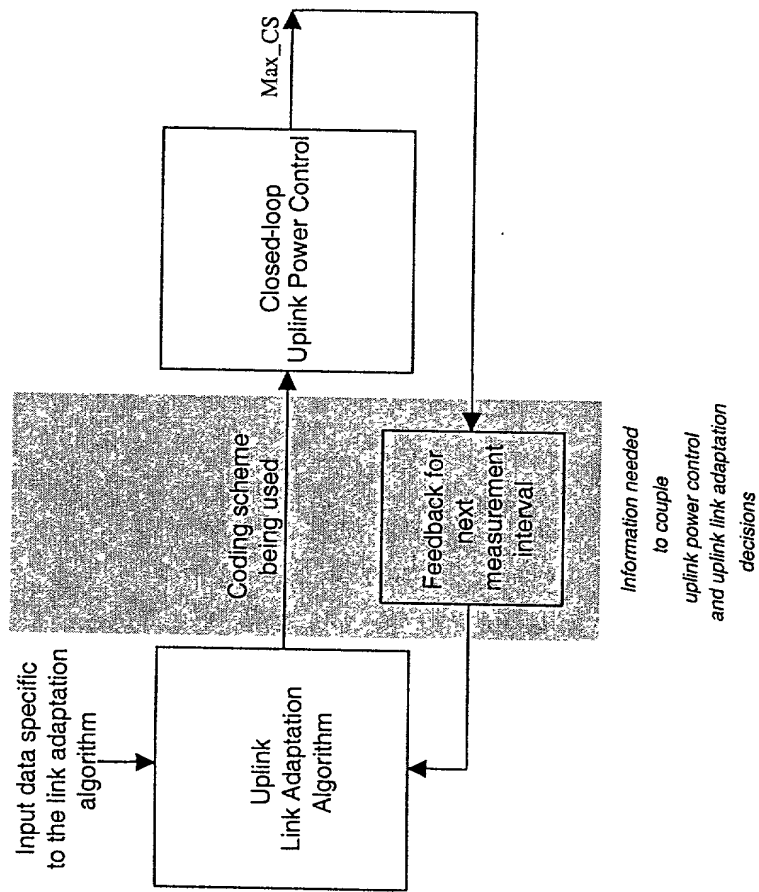 Input data specific
to the link adaptation
algorithm
Uplink
Link Adaptation
Algorithm
Coding scheme
being used
Closed-loop
Uplink Power Control
Max_CS
Feedback for
next
measurement
interval
Information needed
to couple
uplink power control
and uplink link adaptation
decisions